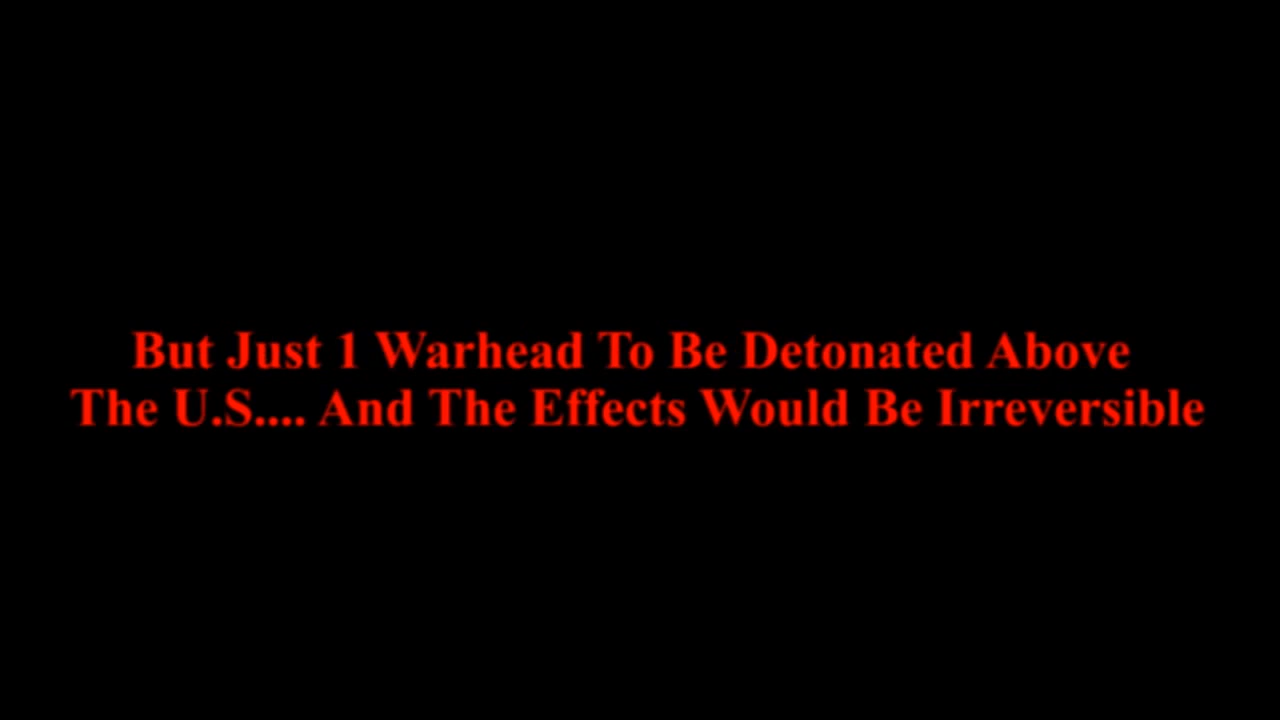 But Just 1 Warhead To Be Detonated Above
The U.S.... And The Effects Would Be Irreversible